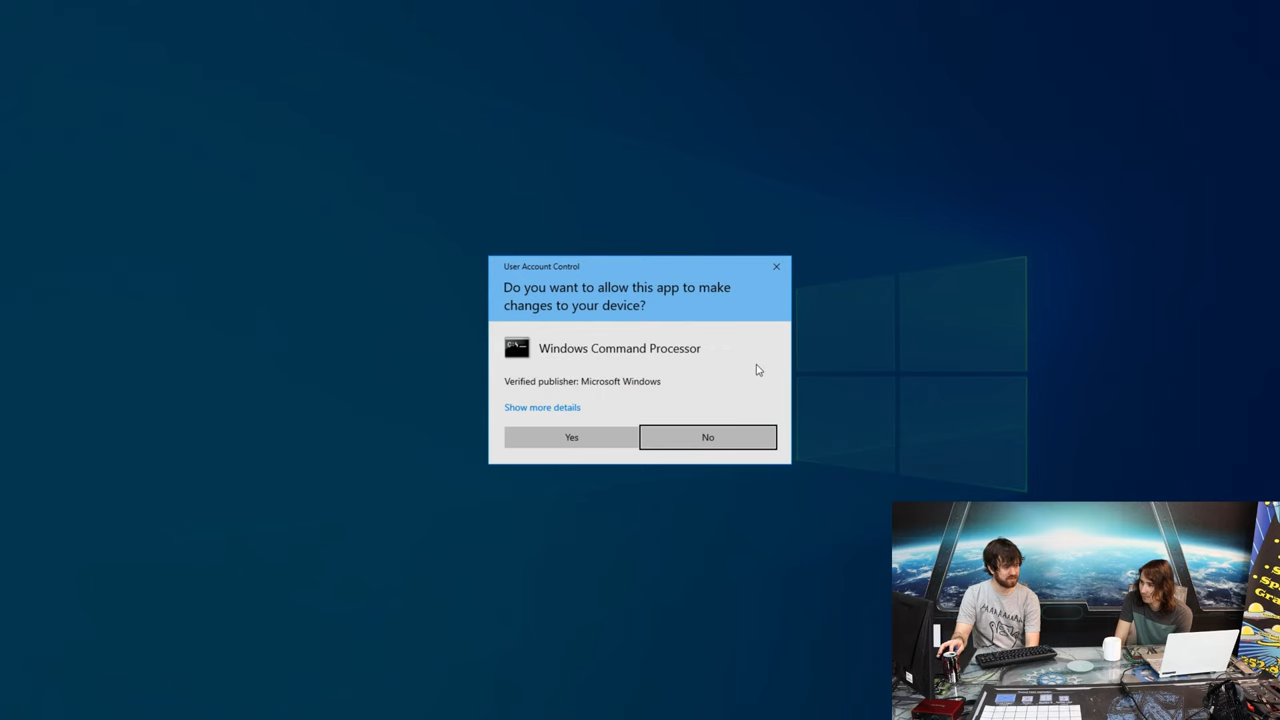 User Account Control
Do you want to allow this app to make
changes to your device?
Windows Command Processor
Verified publisher: Microsoft Windows
Show more details
Yes
No